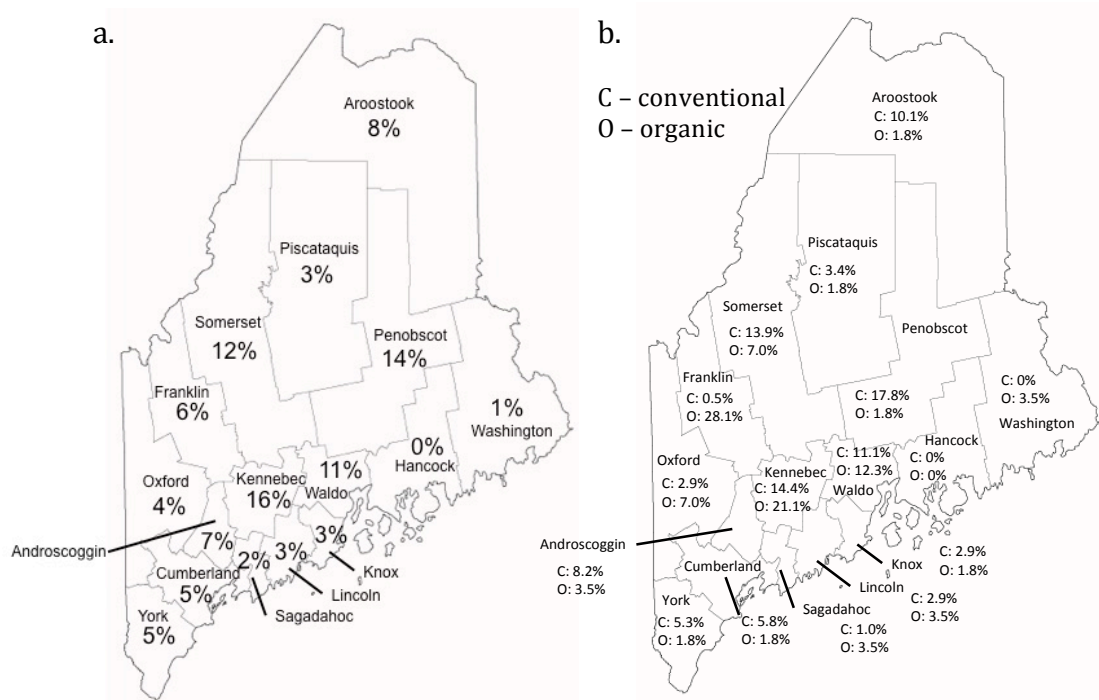 a.
Aroostook
8%
Piscataquis
3%
Somerset
12%
Penobscot
14%
Franklin
6%
1%
Washington
0%
Hancock
11%
Waldo
Oxford
4%
Kennebec
16%
Androscoggin
7%
2%
3%
3%
Knox
Lincoln
Sagadahoc
Cumberland
5%
York
5%
b.
C – conventional
O – organic
Aroostook
C: 10.1%
O: 1.8%
Piscataquis
C: 3.4%
O: 1.8%
Somerset
C: 13.9%
O: 7.0%
Penobscot
C: 17.8%
O: 1.8%
Franklin
C: 0.5%
O: 28.1%
C: 0%
O: 3.5%
Washington
Hancock
C: 0%
O: 0%
C: 11.1%
O: 12.3%
Waldo
Oxford
C: 2.9%
O: 7.0%
Kennebec
C: 14.4%
O: 21.1%
Androscoggin
C: 8.2%
O: 3.5%
Knox
C: 2.9%
O: 1.8%
Lincoln
C: 2.9%
O: 3.5%
Sagadahoc
C: 1.0%
O: 3.5%
Cumberland
C: 5.8%
O: 1.8%
York
C: 5.3%
O: 1.8%